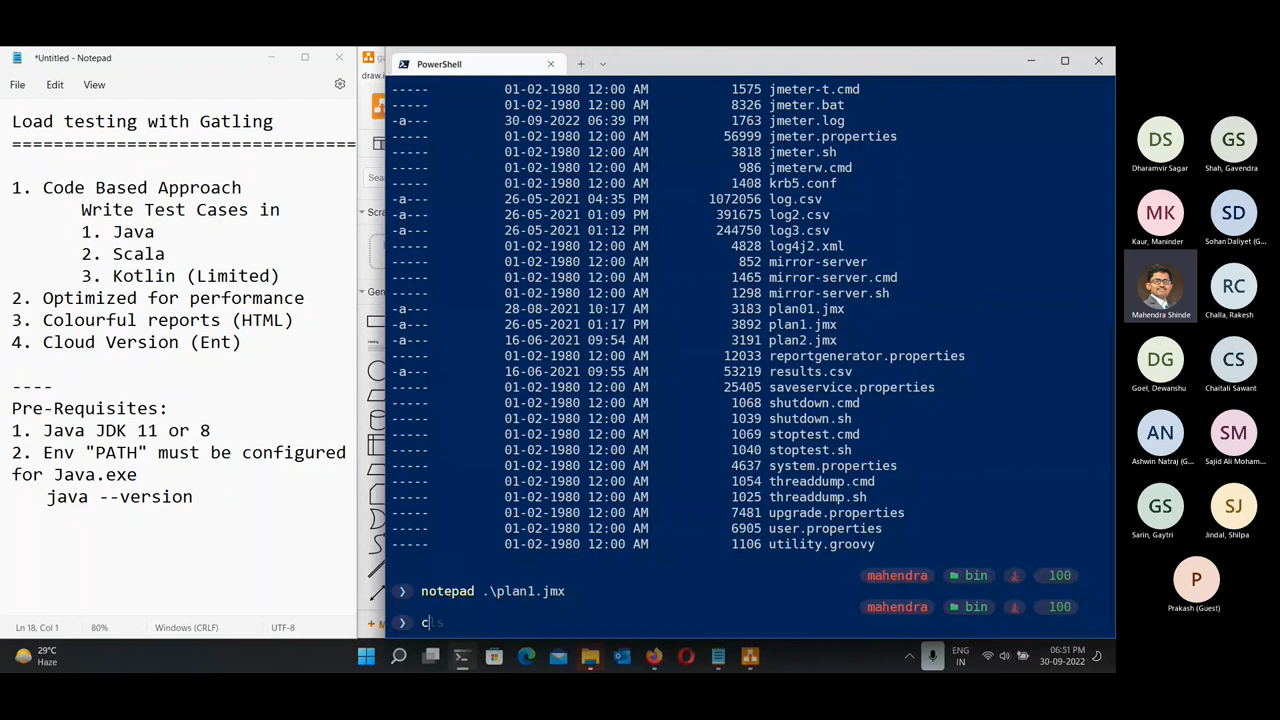 *Untitled - Notepad
File Edit View
Load testing with Gatling
=================================
1. Code Based Approach
Write Test Cases in
1. Java
2. Scala
3. Kotlin (Limited)
2. Optimized for performance
3. Colourful reports (HTML)
4. Cloud Version (Ent)
----
Pre-Requisites:
1. Java JDK 11 or 8
2. Env "PATH" must be configured
for Java.exe
java --version
Ln 18, Col 1 80% Windows (CRLF) UTF-8
draw.i
Sea
Scra
Gen
+ M
PowerShell
----- 01-02-1980 12:00 AM 1575 jmeter-t.cmd
----- 01-02-1980 12:00 AM 8326 jmeter.bat
-a--- 30-09-2022 06:39 PM 1763 jmeter.log
----- 01-02-1980 12:00 AM 56999 jmeter.properties
----- 01-02-1980 12:00 AM 3818 jmeter.sh
----- 01-02-1980 12:00 AM 986 jmeterw.cmd
----- 01-02-1980 12:00 AM 1408 krb5.conf
-a--- 26-05-2021 04:35 PM 1072056 log.csv
-a--- 26-05-2021 01:09 PM 391675 log2.csv
-a--- 26-05-2021 01:12 PM 244750 log3.csv
----- 01-02-1980 12:00 AM 4828 log4j2.xml
----- 01-02-1980 12:00 AM 852 mirror-server
----- 01-02-1980 12:00 AM 1465 mirror-server.cmd
----- 01-02-1980 12:00 AM 1298 mirror-server.sh
-a--- 28-08-2021 10:17 AM 3183 plan01.jmx
-a--- 26-05-2021 01:17 PM 3892 plan1.jmx
-a--- 16-06-2021 09:54 AM 3191 plan2.jmx
----- 01-02-1980 12:00 AM 12033 reportgenerator.properties
-a--- 16-06-2021 09:55 AM 53219 results.csv
----- 01-02-1980 12:00 AM 25405 saveservice.properties
----- 01-02-1980 12:00 AM 1068 shutdown.cmd
----- 01-02-1980 12:00 AM 1039 shutdown.sh
----- 01-02-1980 12:00 AM 1069 stoptest.cmd
----- 01-02-1980 12:00 AM 1040 stoptest.sh
----- 01-02-1980 12:00 AM 4637 system.properties
----- 01-02-1980 12:00 AM 1054 threaddump.cmd
----- 01-02-1980 12:00 AM 1025 threaddump.sh
----- 01-02-1980 12:00 AM 7481 upgrade.properties
----- 01-02-1980 12:00 AM 6905 user.properties
----- 01-02-1980 12:00 AM 1106 utility.groovy
mahendra bin 100
❯ notepad .\plan1.jmx
mahendra bin 100
❯ cls
29°C
Haze
ENG
IN
06:51 PM
30-09-2022
DS
Dharamvir Sagar
GS
Shah, Gavendra
MK
Kaur, Maninder
SD
Sohan Daliyet (G...
Mahendra Shinde
RC
Challa, Rakesh
DG
Goel, Dewanshu
CS
Chaitali Sawant
AN
Ashwin Natraj (G...
SM
Sajid Ali Moham...
GS
Sarin, Gaytri
SJ
Jindal, Shilpa
P
Prakash (Guest)